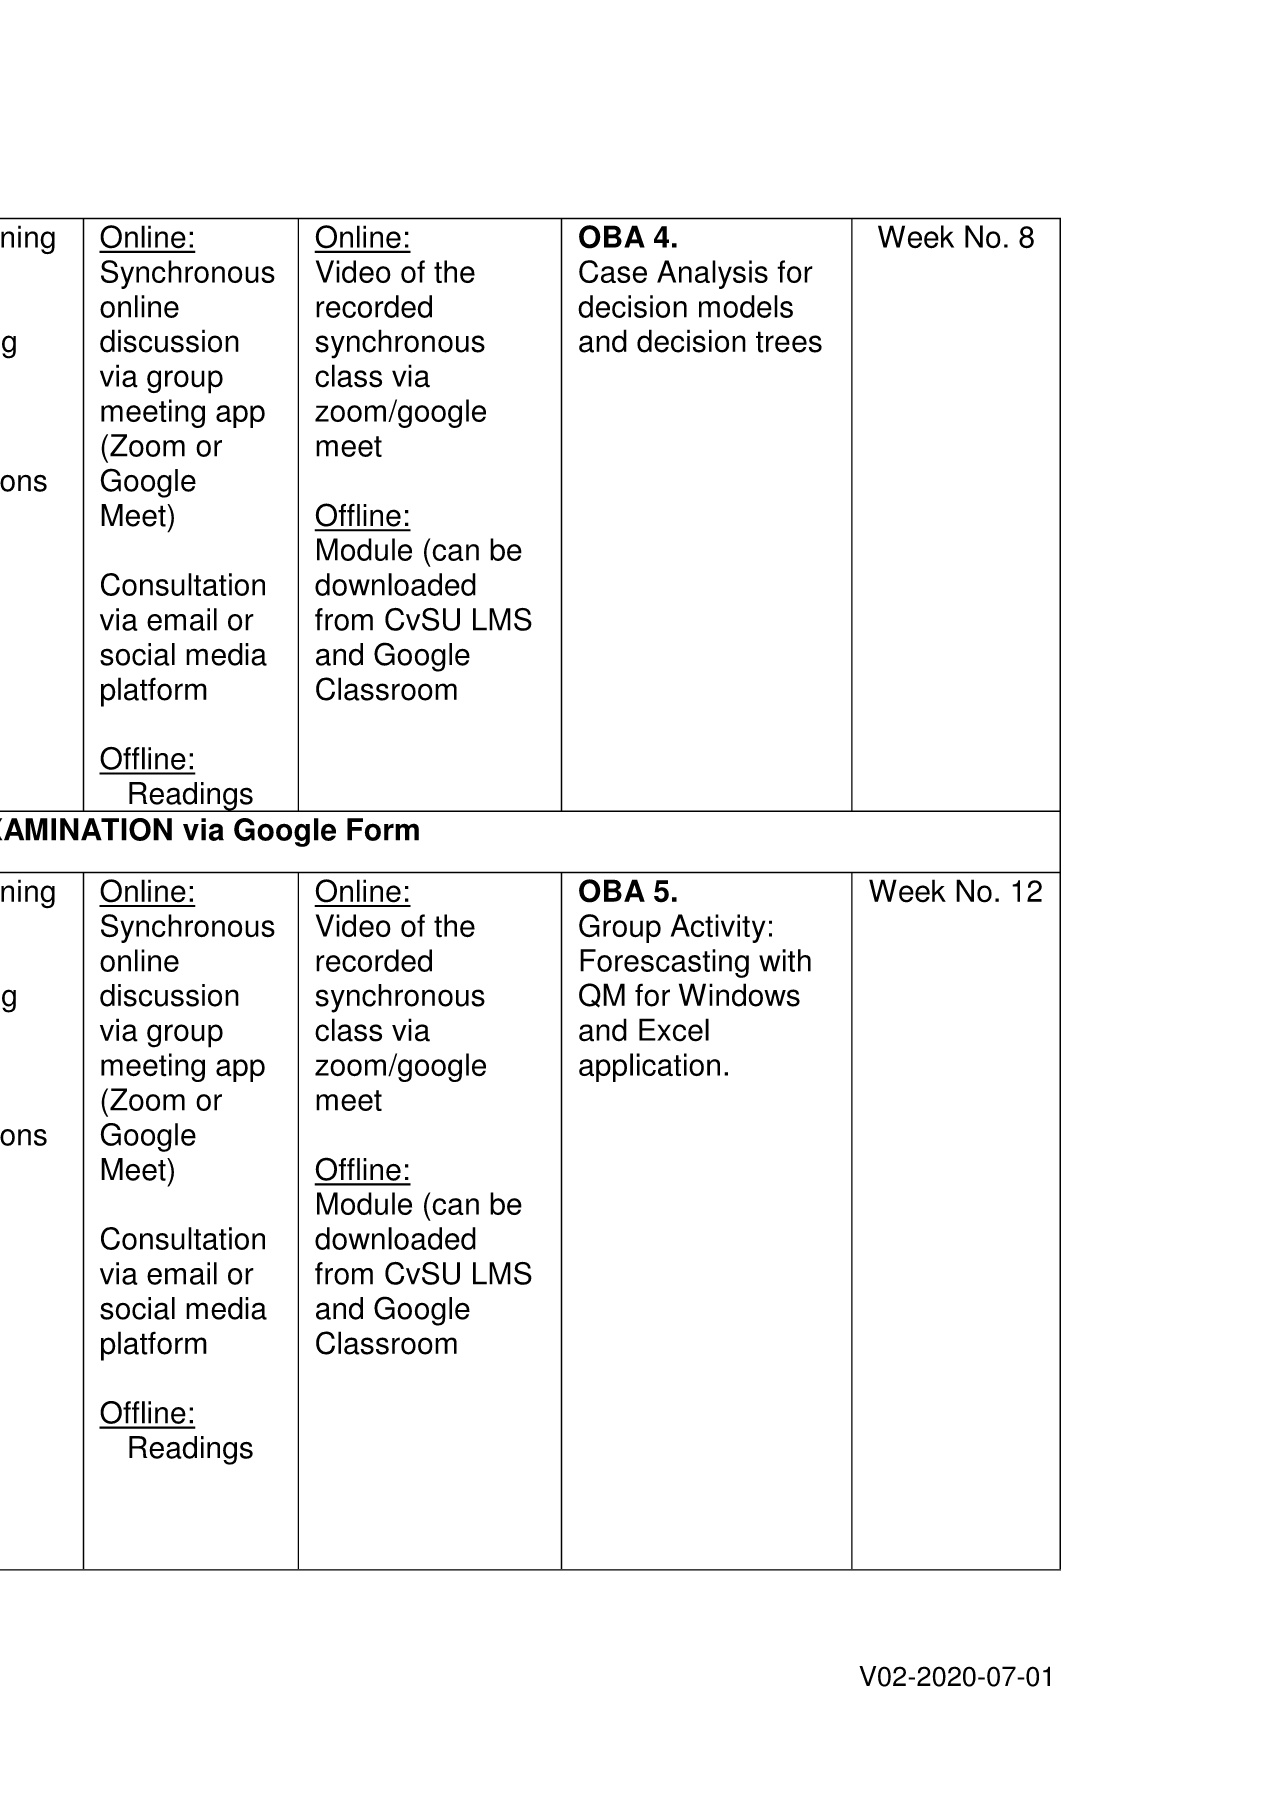 ning
g
ons
Online:
Synchronous
online
discussion
via group
meeting app
(Zoom or
Google
Meet)
Consultation
via email or
social media
platform
Offline:
Readings
Online:
Video of the
recorded
synchronous
class via
zoom/google
meet
Offline:
Module (can be
downloaded
from CvSU LMS
and Google
Classroom
OBA 4.
Case Analysis for
decision models
and decision trees
Week No. 8
XAMINATION via Google Form
ning
g
ons
Online:
Synchronous
online
discussion
via group
meeting app
(Zoom or
Google
Meet)
Consultation
via email or
social media
platform
Offline:
Readings
Online:
Video of the
recorded
synchronous
class via
zoom/google
meet
Offline:
Module (can be
downloaded
from CvSU LMS
and Google
Classroom
OBA 5.
Group Activity:
Forescasting with
QM for Windows
and Excel
application.
Week No. 12
V02-2020-07-01